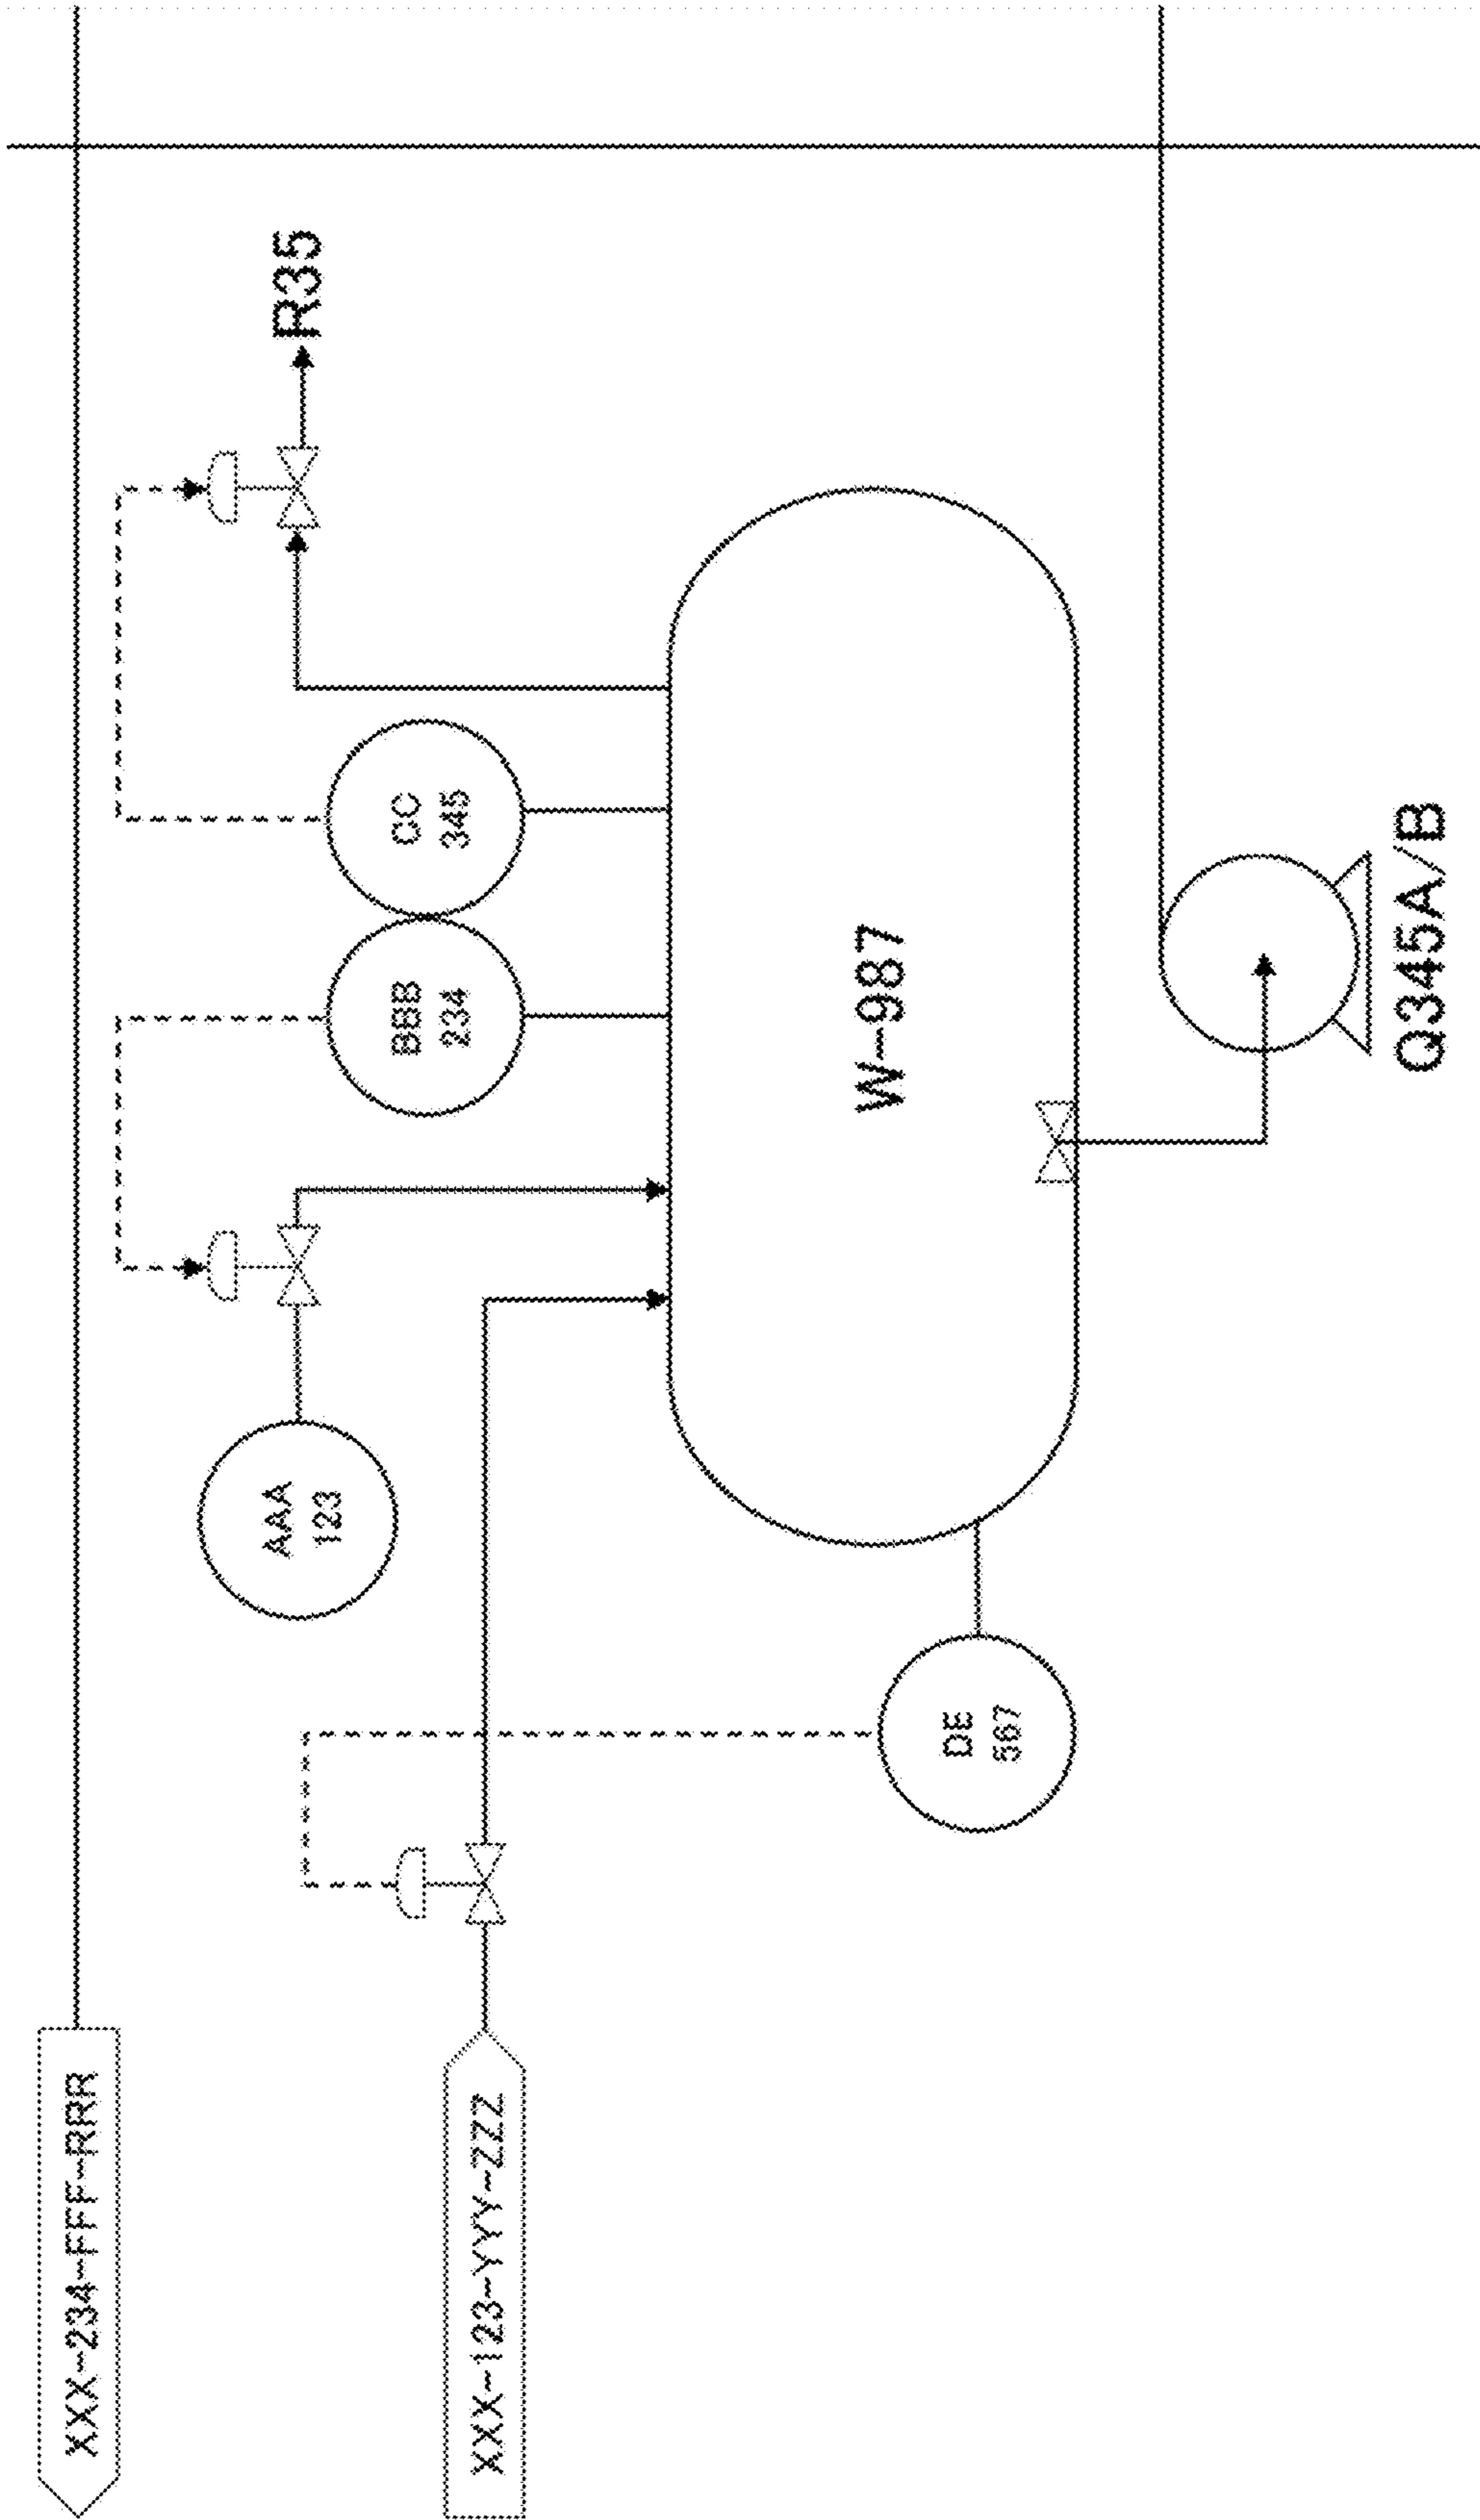 XXX-234-FFF-RRR
R35
AAA
123
BBB
234
CC
345
XXX-123-YYY-ZZZ
DE
567
W-987
Q345A/B